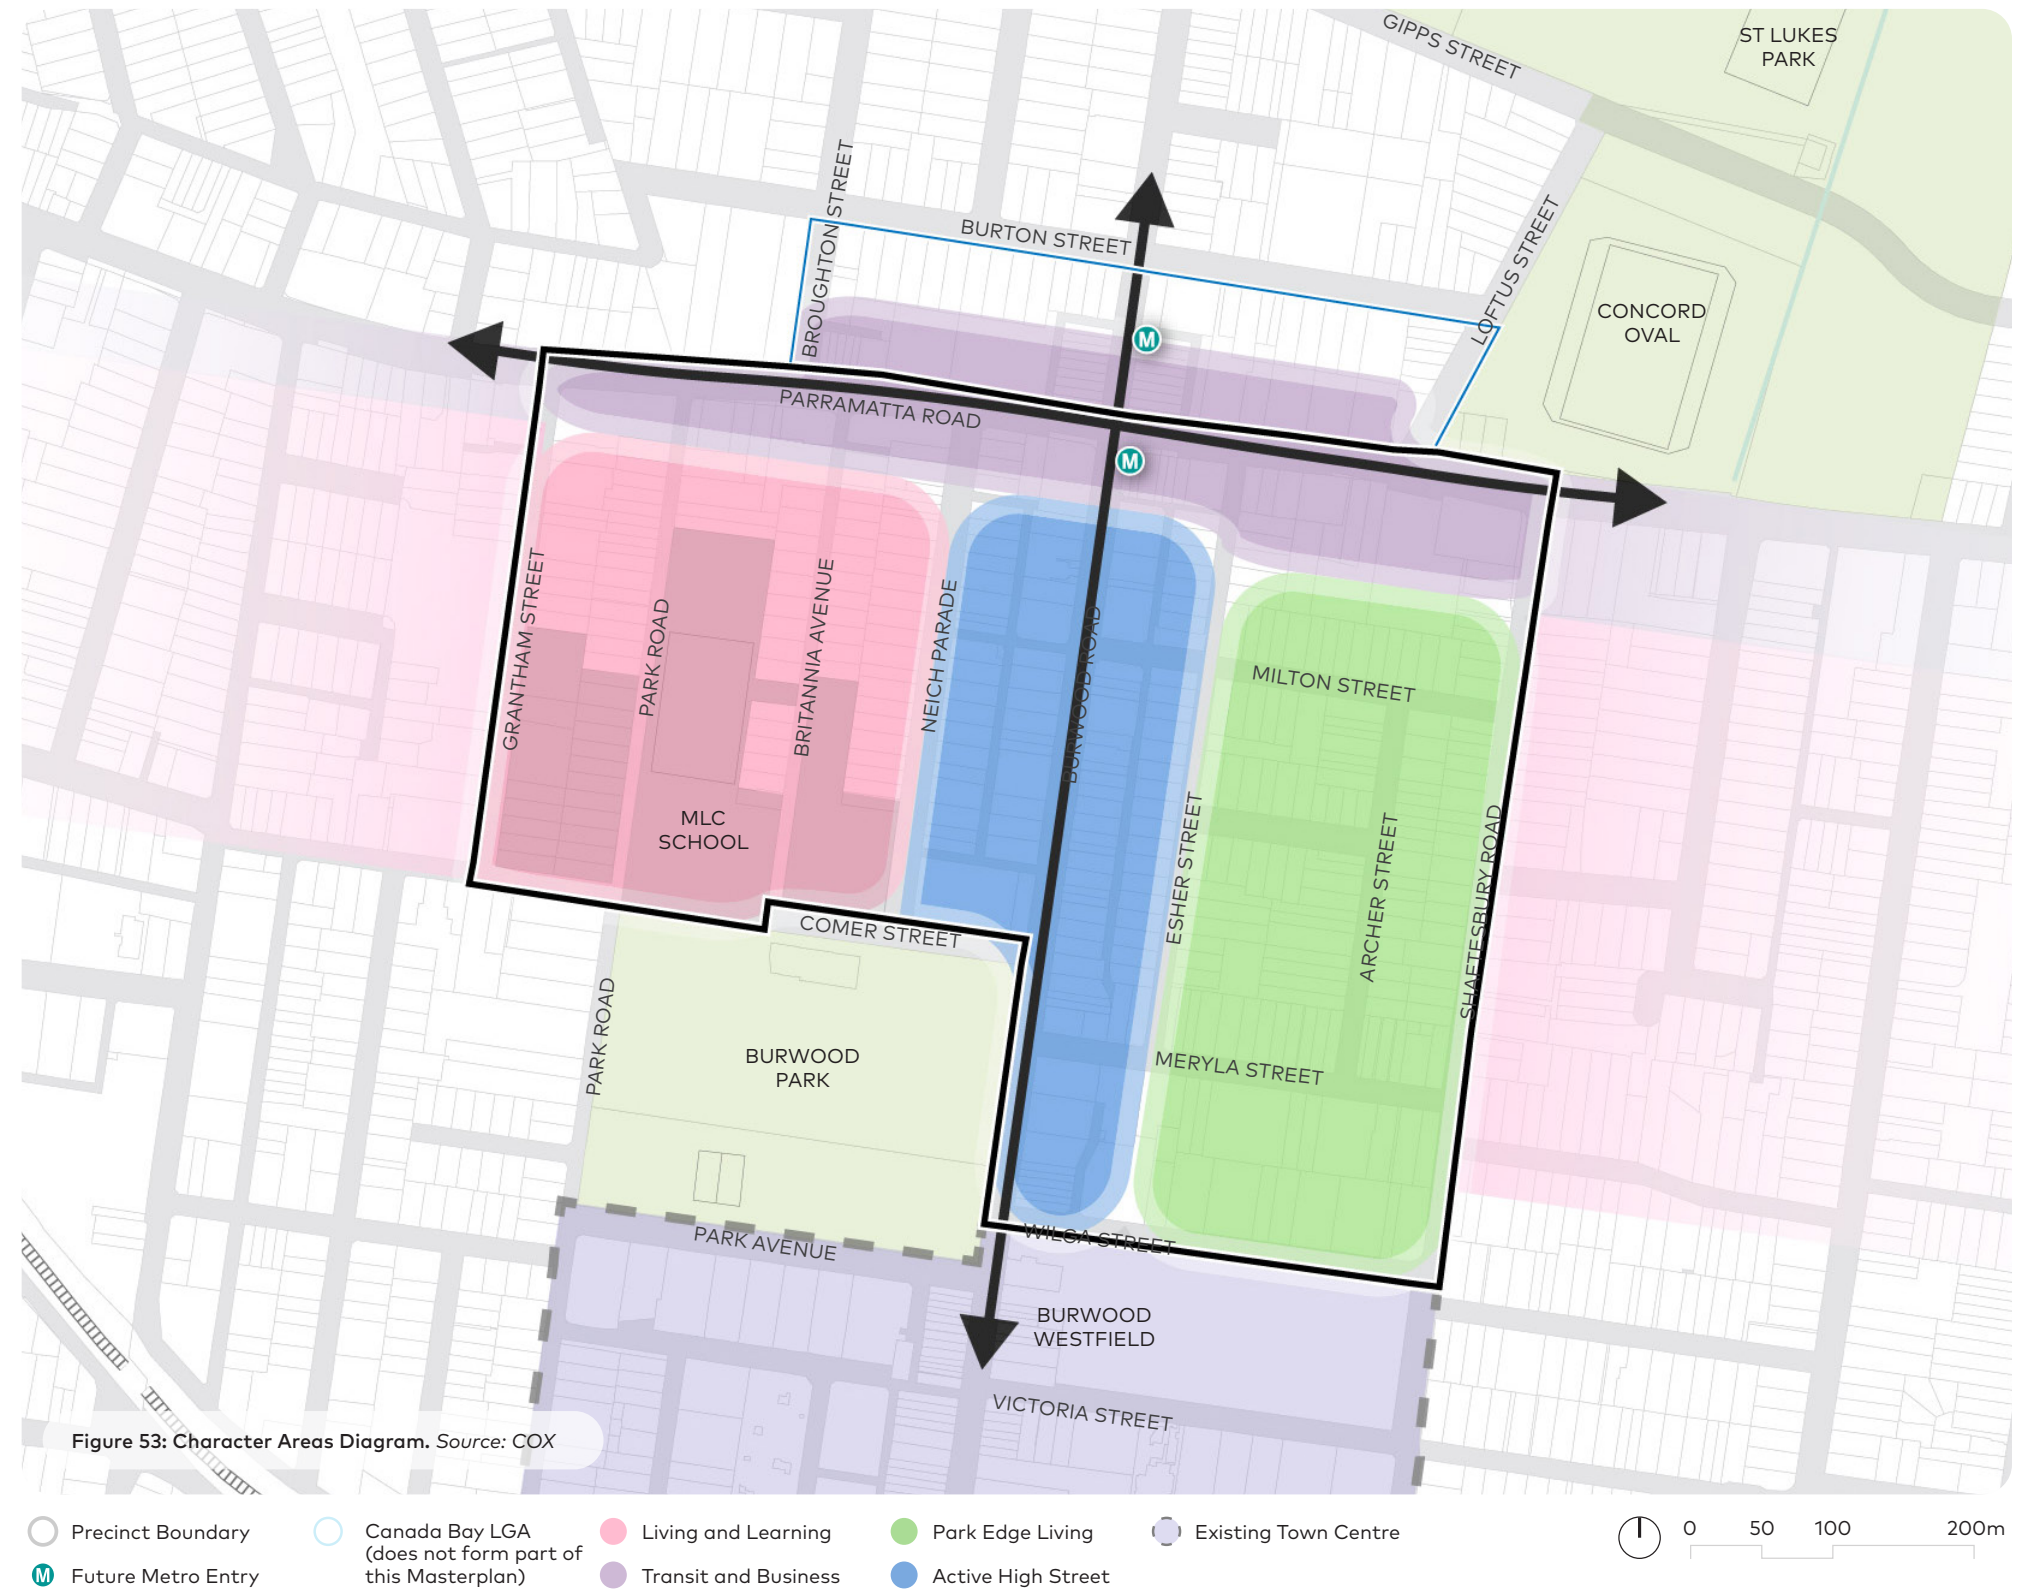 GIPPS STREET
ST LUKES
PARK
BROUGHTON STREET
BURTON STREET
LOFTUS STREET
CONCORD
OVAL
M
PARRAMATTA ROAD
M
GRANTHAM STREET
PARK ROAD
BRITANNIA AVENUE
NEICH PARADE
BURWOOD ROAD
MILTON STREET
MLC
SCHOOL
ESHER STREET
ARCHER STREET
SHAFTESBURY ROAD
COMER STREET
PARK ROAD
BURWOOD
PARK
MERYLA STREET
PARK AVENUE
WILGA STREET
BURWOOD
WESTFIELD
VICTORIA STREET
Figure 53: Character Areas Diagram. Source: COX
Precinct Boundary
M Future Metro Entry
Canada Bay LGA
(does not form part of
this Masterplan)
Living and Learning
Transit and Business
Park Edge Living
Active High Street
Existing Town Centre
0 50 100 200m